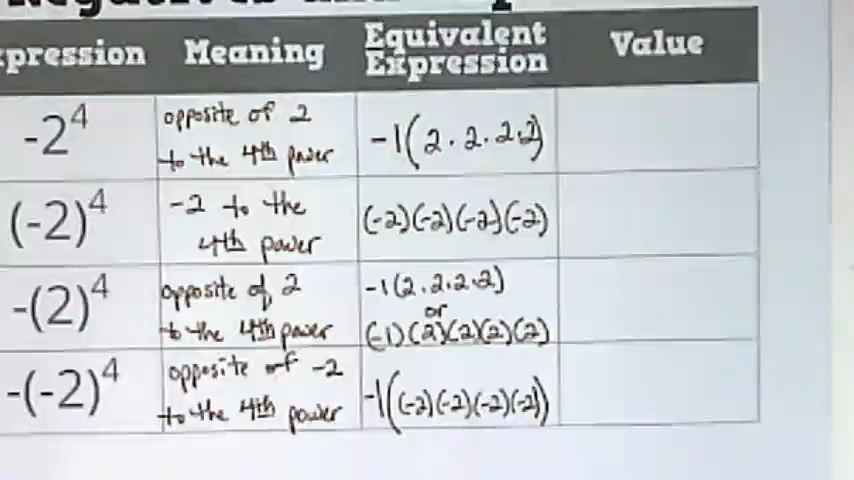 pression Meaning Equivalent Expression Value
-2⁴
opposite of 2
to the 4th power
-1(2.2.2.2)
(-2)⁴
-2 to the
4th power
(-2)(-2)(-2)(-2)
-(2)⁴
opposite of 2
to the 4th power
-1(2.2.2.2)
or
(-1)(2)(2)(2)(2)
-(-2)⁴
opposite of -2
to the 4th power
-1((-2)(-2)(-2)(-2))